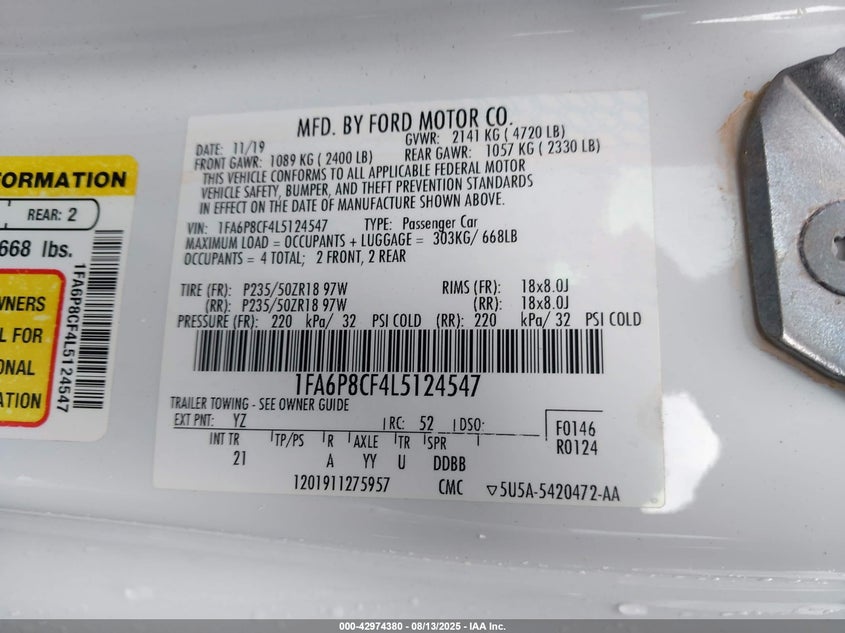 MFD. BY FORD MOTOR CO.
DATE: 11/19 GVWR: 2141 KG ( 4720 LB)
FRONT GAWR: 1089 KG ( 2400 LB) REAR GAWR: 1057 KG ( 2330 LB)
THIS VEHICLE CONFORMS TO ALL APPLICABLE FEDERAL MOTOR
VEHICLE SAFETY, BUMPER, AND THEFT PREVENTION STANDARDS
IN EFFECT ON THE DATE OF MANUFACTURE SHOWN ABOVE.
VIN: 1FA6P8CF4L5124547 TYPE: Passenger Car
MAXIMUM LOAD = OCCUPANTS + LUGGAGE = 303KG/ 668LB
OCCUPANTS = 4 TOTAL; 2 FRONT, 2 REAR
TIRE (FR): P235/50ZR18 97W RIMS (FR): 18x8.0J
(RR): P235/50ZR18 97W (RR): 18x8.0J
PRESSURE (FR): 220 kPa/ 32 PSI COLD (RR): 220 kPa/ 32 PSI COLD
1FA6P8CF4L5124547
TRAILER TOWING - SEE OWNER GUIDE
EXT PNT: YZ RC: 52 DSO: F0146
R0124
INT TR TP/PS R AXLE TR SPR
21 A YY U DDBB
1201911275957 CMC ▽5U5A-5420472-AA
FORMATION
REAR: 2
668 lbs.
WNERS
L FOR
ONAL
ATION
1FA6P8CF4L5124547
000-42974380 - 08/13/2025 - IAA Inc.